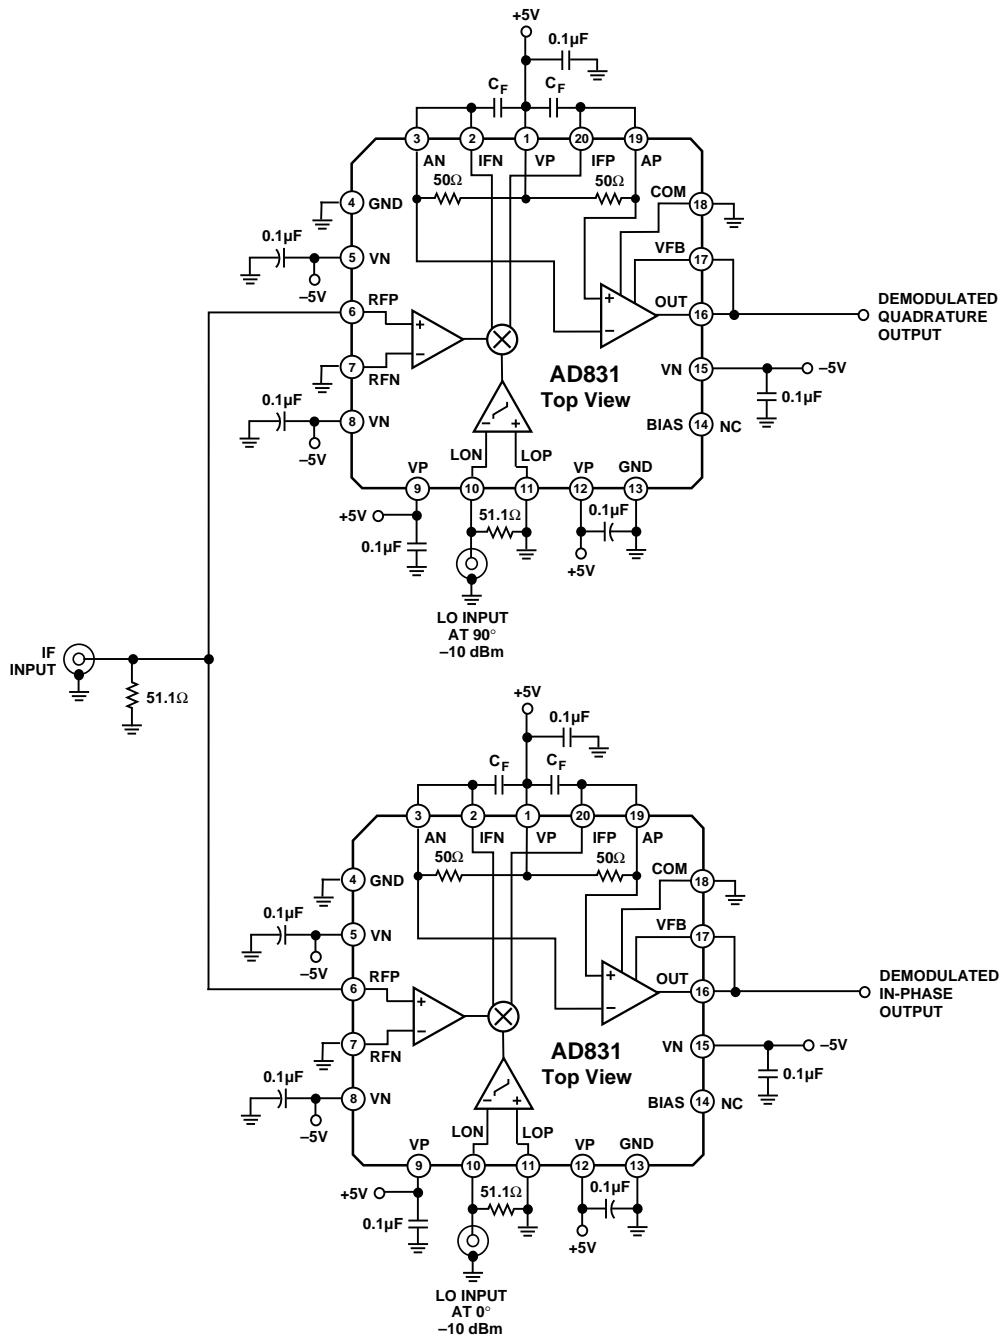 +5V
0.1µF
CF CF
3 2 1 20 19
AN IFN VP IFP AP
50Ω 50Ω
COM
4 GND 18
0.1µF
VFB
5 VN 17
–5V
RFP OUT
6 16
DEMODULATED
QUADRATURE
OUTPUT
+ –
+ –
7 RFN
AD831
Top View
VN 15 –5V
0.1µF
0.1µF
8 VN
–5V
BIAS 14 NC
– +
LON LOP
VP VP GND
9 10 11 12 13
+5V 51.1Ω 0.1µF
0.1µF +5V
LO INPUT
AT 90°
–10 dBm
IF
INPUT
51.1Ω
+5V
0.1µF
CF CF
3 2 1 20 19
AN IFN VP IFP AP
50Ω 50Ω
COM
4 GND 18
0.1µF
VFB
5 VN 17
–5V
RFP OUT
6 16
DEMODULATED
IN-PHASE
OUTPUT
+ –
+ –
7 RFN
AD831
Top View
VN 15 –5V
0.1µF
0.1µF
8 VN
–5V
BIAS 14 NC
– +
LON LOP
VP VP GND
9 10 11 12 13
+5V 51.1Ω 0.1µF
0.1µF +5V
LO INPUT
AT 0°
–10 dBm